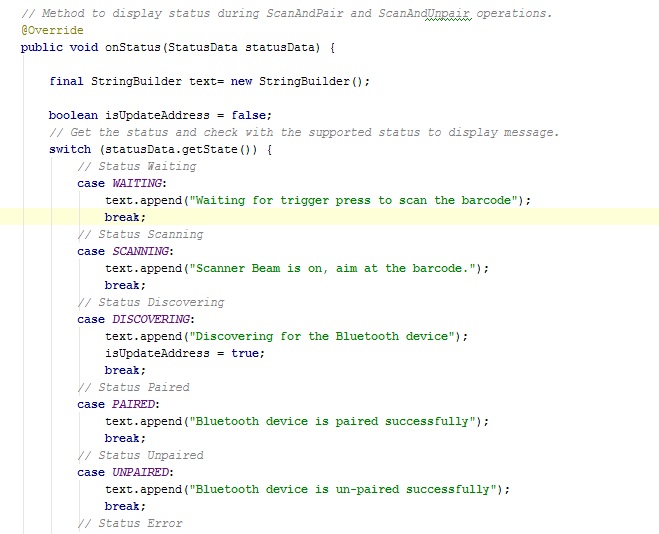 // Method to display status during ScanAndPair and ScanAndUnpair operations.
@Override
public void onStatus(StatusData statusData) {
final StringBuilder text= new StringBuilder();
boolean isUpdateAddress = false;
// Get the status and check with the supported status to display message.
switch (statusData.getState()) {
// Status Waiting
case WAITING:
text.append("Waiting for trigger press to scan the barcode");
break;
// Status Scanning
case SCANNING:
text.append("Scanner Beam is on, aim at the barcode.");
break;
// Status Discovering
case DISCOVERING:
text.append("Discovering for the Bluetooth device");
isUpdateAddress = true;
break;
// Status Paired
case PAIRED:
text.append("Bluetooth device is paired successfully");
break;
// Status Unpaired
case UNPAIRED:
text.append("Bluetooth device is un-paired successfully");
break;
// Status Error